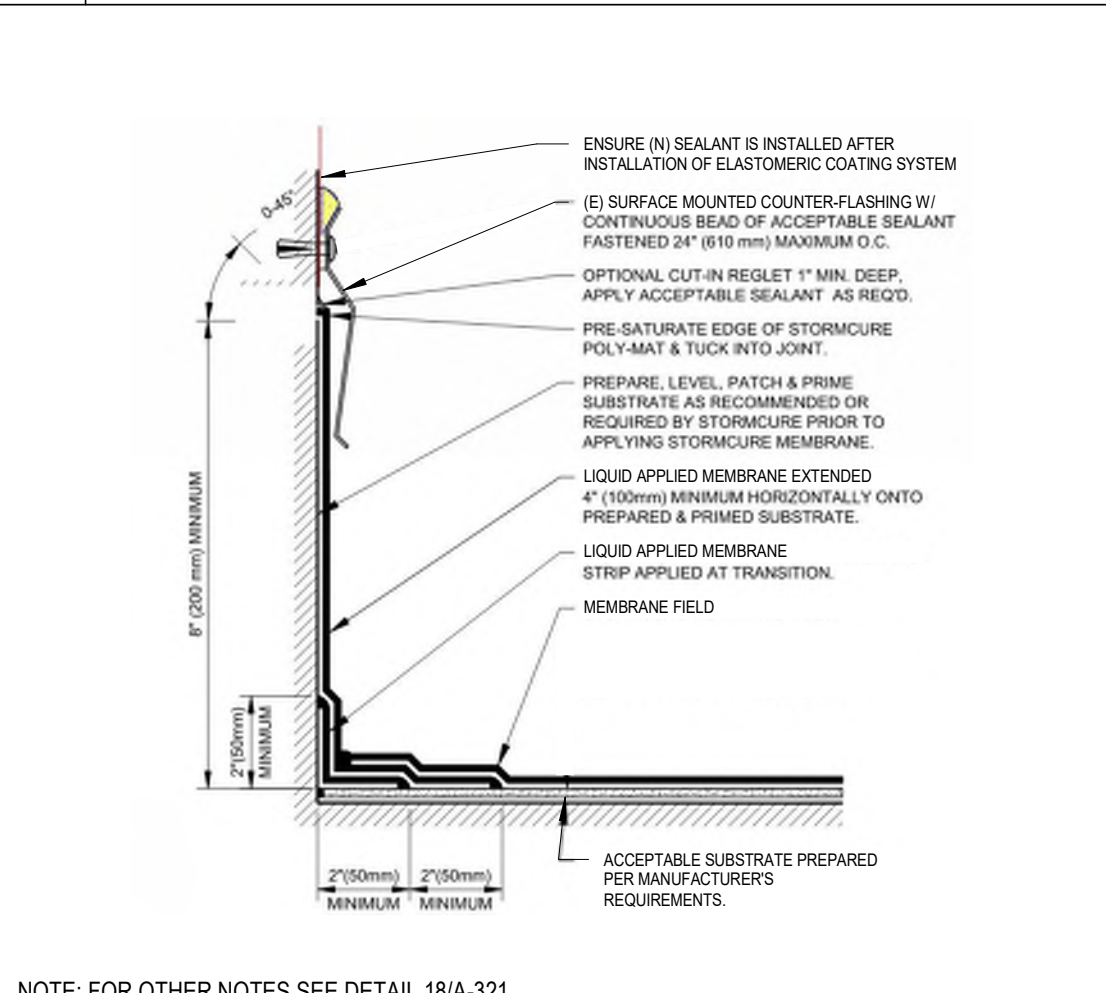 ENSURE (N) SEALANT IS INSTALLED AFTER
INSTALLATION OF ELASTOMERIC COATING SYSTEM
(E) SURFACE MOUNTED COUNTER-FLASHING W/
CONTINUOUS BEAD OF ACCEPTABLE SEALANT
FASTENED 24" (610 mm) MAXIMUM O.C.
OPTIONAL CUT-IN REGLET 1" MIN. DEEP,
APPLY ACCEPTABLE SEALANT AS REQ'D.
PRE-SATURATE EDGE OF STORMCURE
POLY-MAT & TUCK INTO JOINT.
PREPARE, LEVEL, PATCH & PRIME
SUBSTRATE AS RECOMMENDED OR
REQUIRED BY STORMCURE PRIOR TO
APPLYING STORMCURE MEMBRANE.
LIQUID APPLIED MEMBRANE EXTENDED
4" (100mm) MINIMUM HORIZONTALLY ONTO
PREPARED & PRIMED SUBSTRATE.
LIQUID APPLIED MEMBRANE
STRIP APPLIED AT TRANSITION.
MEMBRANE FIELD
0-45°
8" (200 mm) MINIMUM
2"(50mm)
MINIMUM
2"(50mm)
MINIMUM
2"(50mm)
MINIMUM
ACCEPTABLE SUBSTRATE PREPARED
PER MANUFACTURER'S
REQUIREMENTS.
NOTE: FOR OTHER NOTES SEE DETAIL 18/A-321